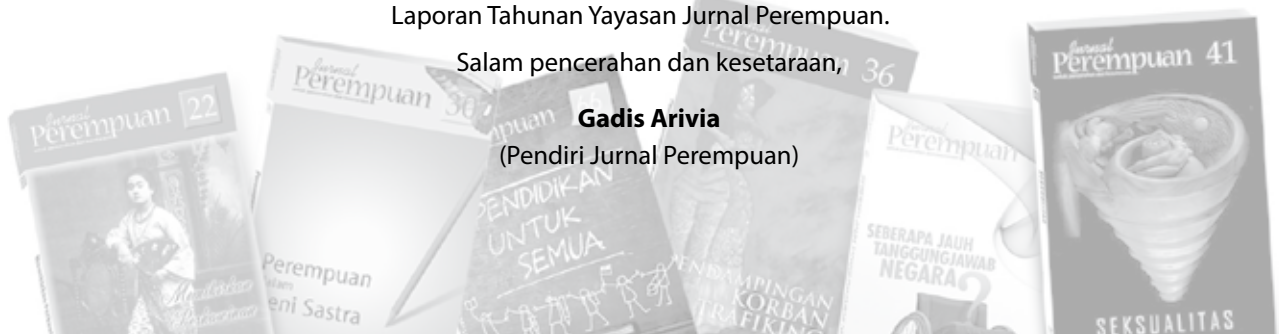 Laporan Tahunan Yayasan Jurnal Perempuan.
Salam pencerahan dan kesetaraan,
Gadis Arivia
(Pendiri Jurnal Perempuan)
Jurnal
Perempuan 22
Jurnal
Perempuan 30
Perempuan
dalam
Seni Sastra
PENDIDIKAN
UNTUK
SEMUA
Perempuan 36
PENDAMPINGAN
KORBAN
TRAFIKING
Jurnal
Perempuan
SEBERAPA JAUH
TANGGUNGJAWAB
NEGARA?
Jurnal
Perempuan 41
SEKSUALITAS